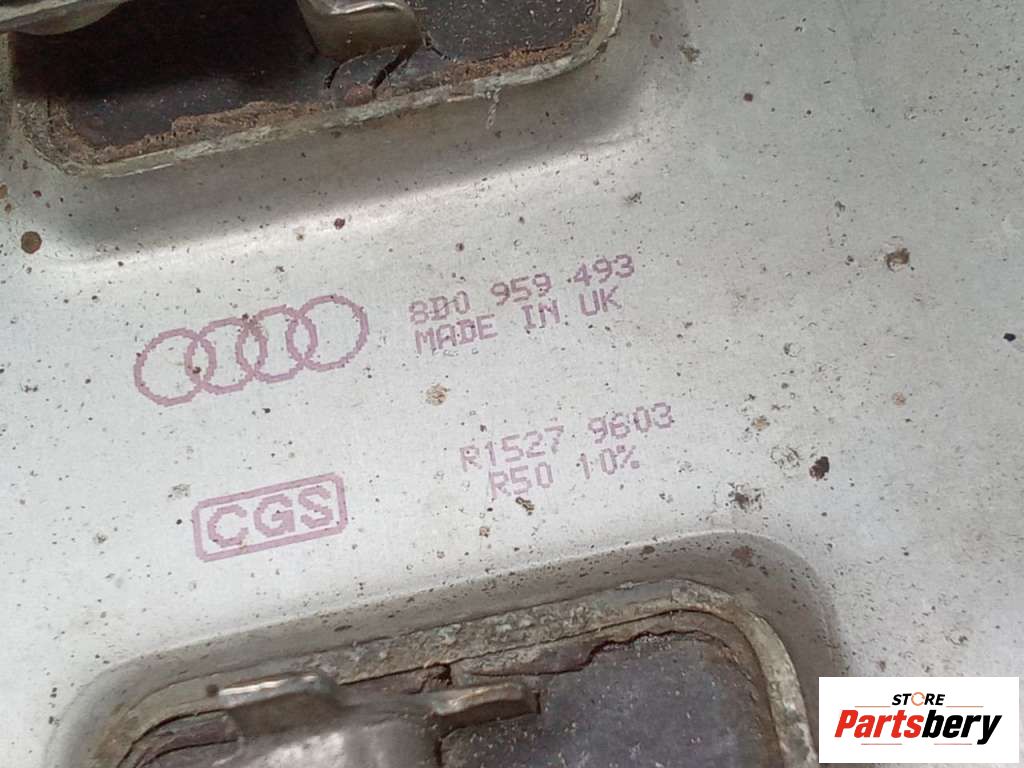 8D0 959 493
MADE IN UK
R1527 9603
R50 10%
CGS
STORE
Partsbery